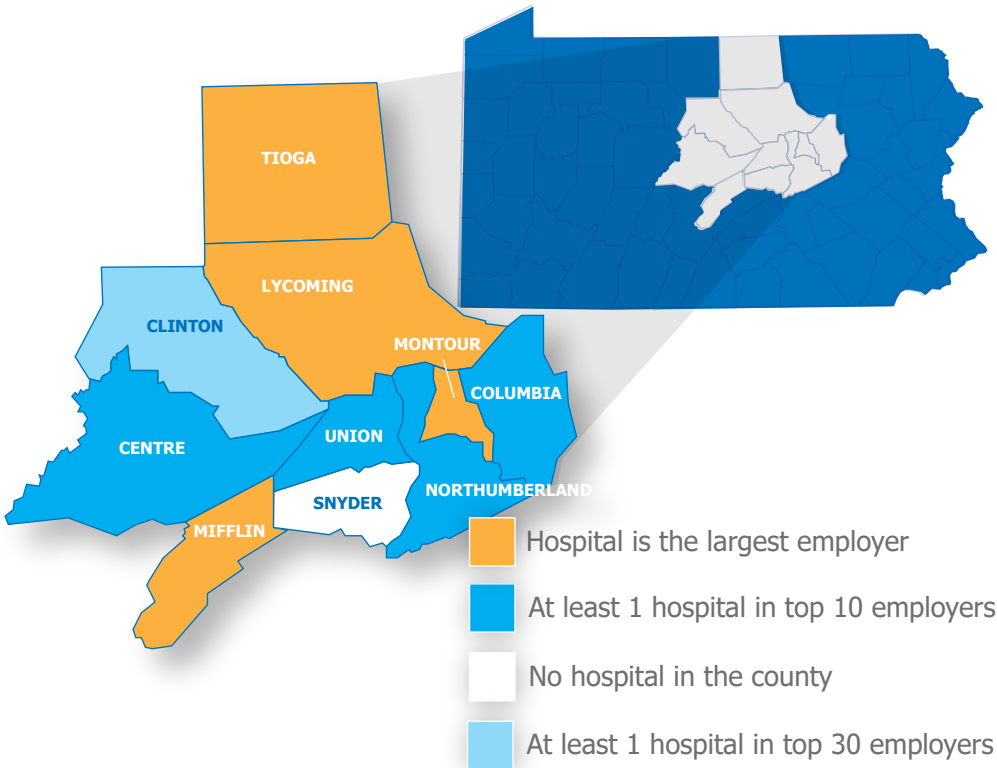 TIOGA
LYCOMING
CLINTON
MONTOUR
COLUMBIA
UNION
CENTRE
NORTHUMBERLAND
SNYDER
MIFFLIN
Hospital is the largest employer
At least 1 hospital in top 10 employers
No hospital in the county
At least 1 hospital in top 30 employers